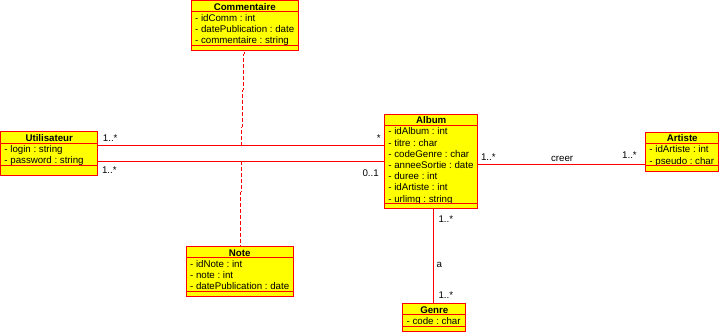 Commentaire
- idComm : int
- datePublication : date
- commentaire : string
Utilisateur
- login : string
- password : string
1..*
*
1..*
0..1
Album
- idAlbum : int
- titre : char
- codeGenre : char
- anneeSortie : date
- duree : int
- idArtiste : int
- urlimg : string
1..*
creer
1..*
Artiste
- idArtiste : int
- pseudo : char
Note
- idNote : int
- note : int
- datePublication : date
1..*
a
1..*
Genre
- code : char